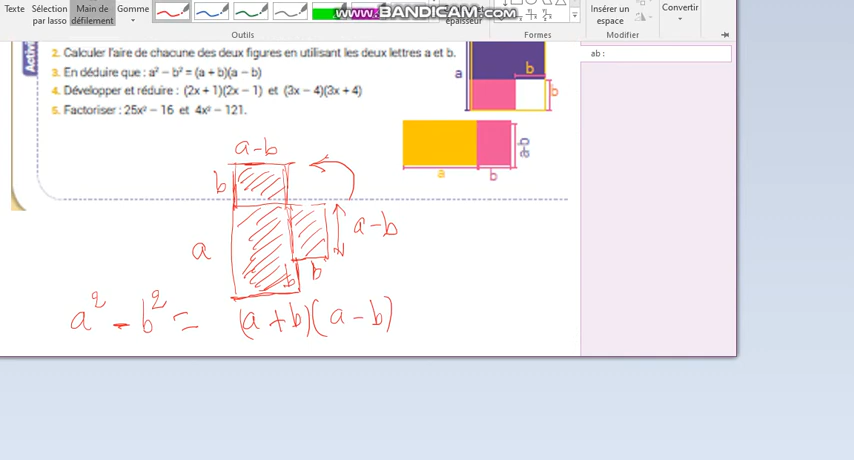 Texte
Sélection
par lasso
Main de
défilement
Gomme
épaisseur
Insérer un
espace
Convertir
Outils
Formes
Modifier
www.BANDICAM.com
Activ
2. Calculer l'aire de chacune des deux figures en utilisant les deux lettres a et b.
3. En déduire que : a² − b² = (a + b)(a − b)
4. Développer et réduire : (2x + 1)(2x − 1) et (3x − 4)(3x + 4)
5. Factoriser : 25x² − 16 et 4x² − 121.
a
b
b
a-b
a
b
ab :
a-b
b
a-b
a
b
b
a² - b² = (a + b)(a - b)